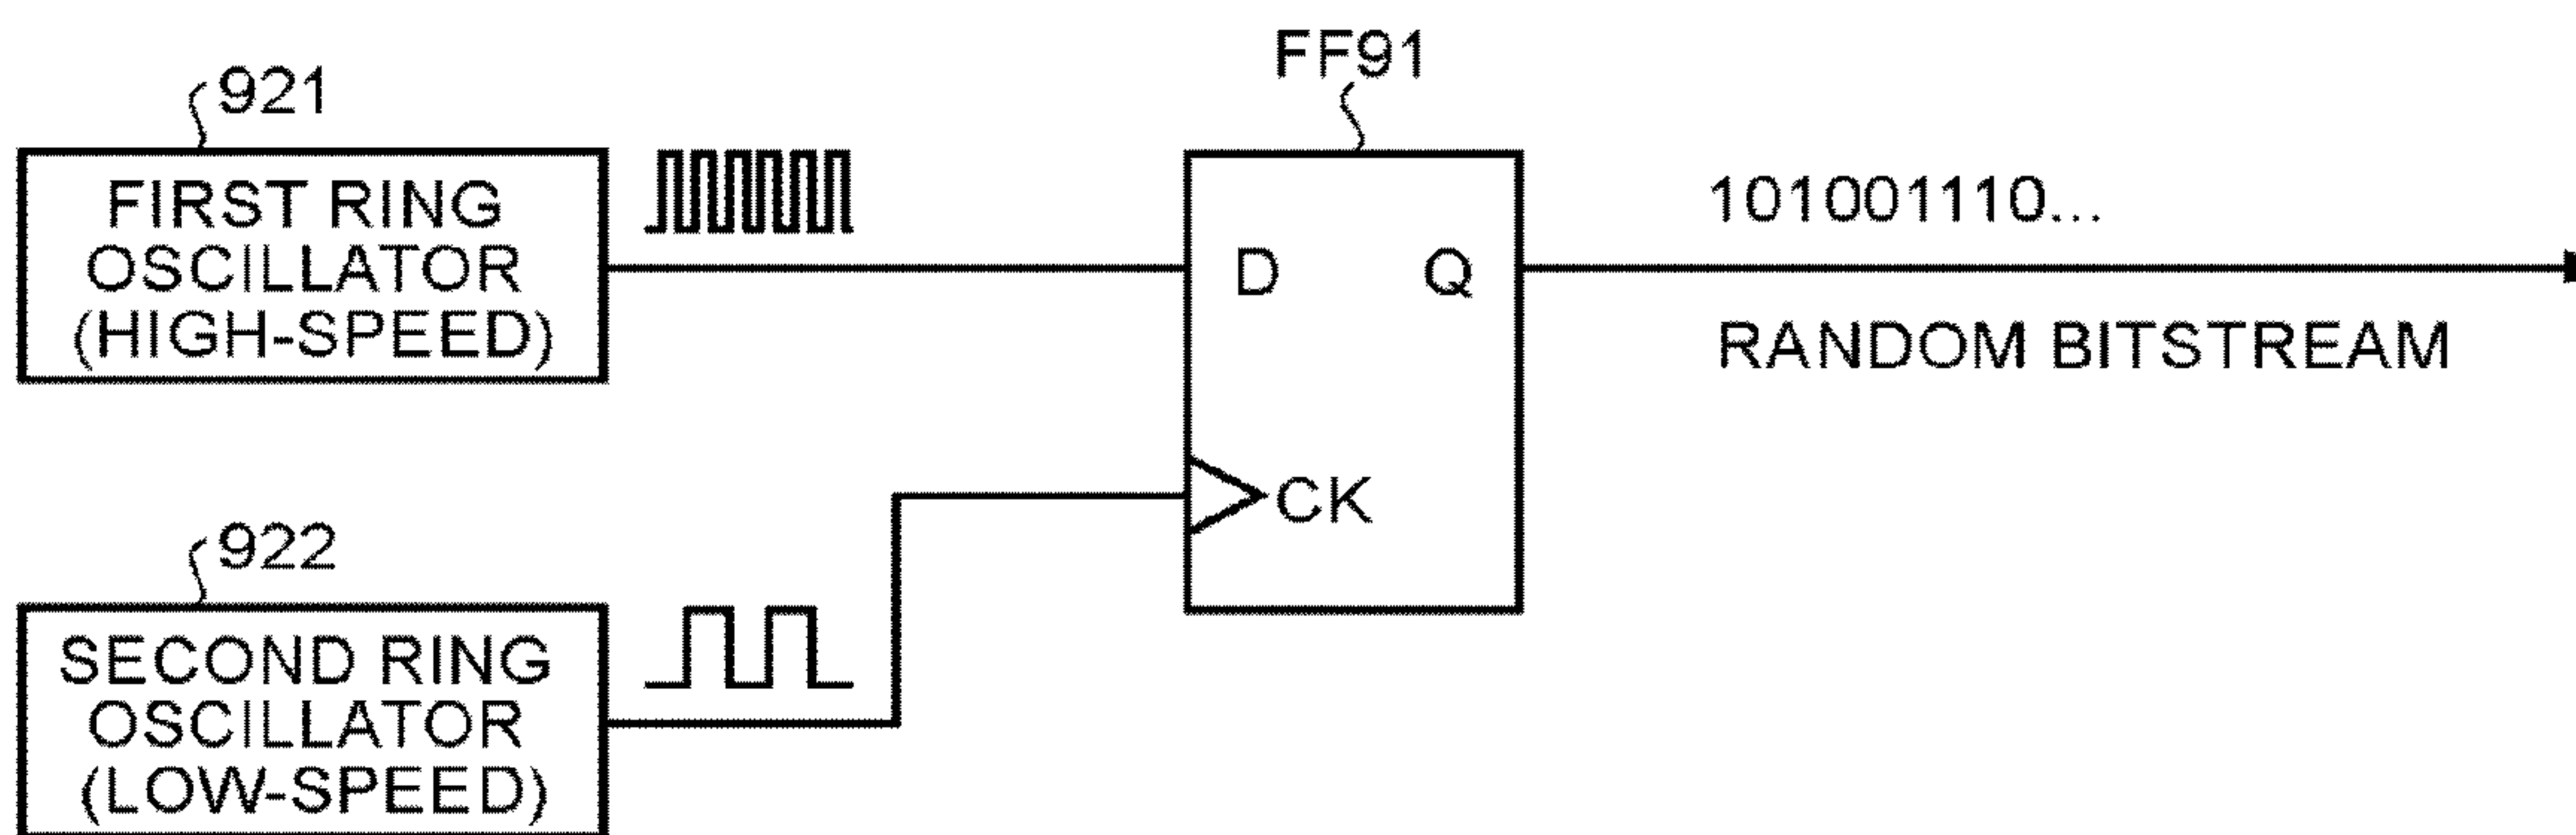 921
FIRST RING
OSCILLATOR
(HIGH-SPEED)
FF91
D
Q
CK
101001110...
RANDOM BITSTREAM
922
SECOND RING
OSCILLATOR
(LOW-SPEED)